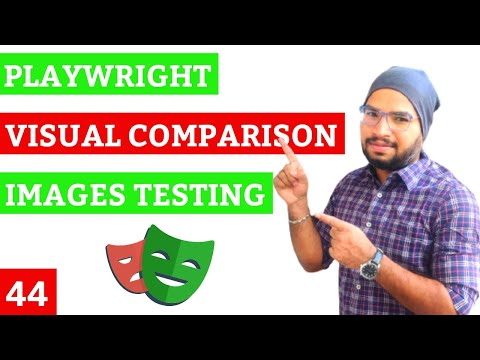 PLAYWRIGHT
VISUAL COMPARISON
IMAGES TESTING
44